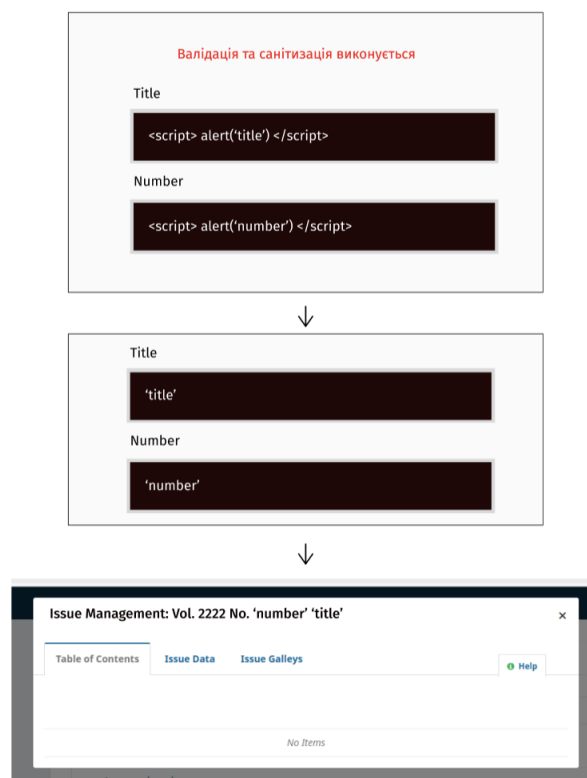 Валідація та санітизація виконується
Title
<script> alert(‘title’) </script>
Number
<script> alert(‘number’) </script>
Title
‘title’
Number
‘number’
Issue Management: Vol. 2222 No. ‘number’ ‘title’ ×
Table of Contents Issue Data Issue Galleys Help
No Items